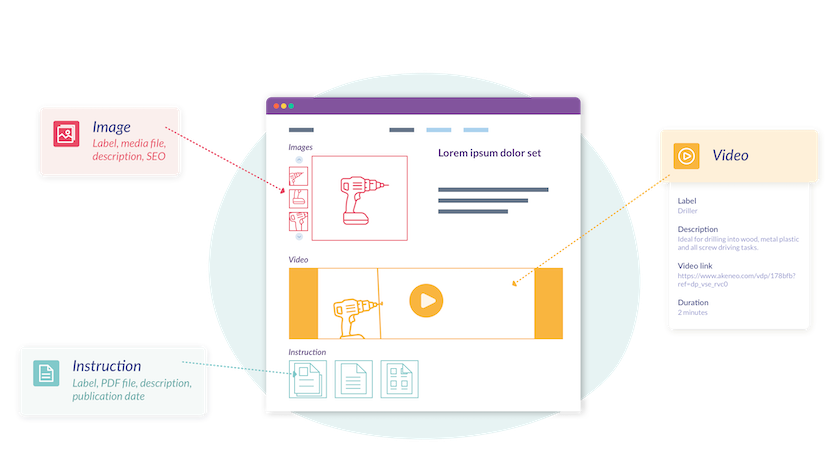 Image
Label, media file,
description, SEO
Images
Lorem ipsum dolor set
Video
Label
Driller
Description
Ideal for drilling into wood, metal plastic
and all screw driving tasks.
Video link
https://www.akeneo.com/vdp/178bfb?
ref=dp_vse_rvc0
Duration
2 minutes
Video
Instruction
Instruction
Label, PDF file, description,
publication date